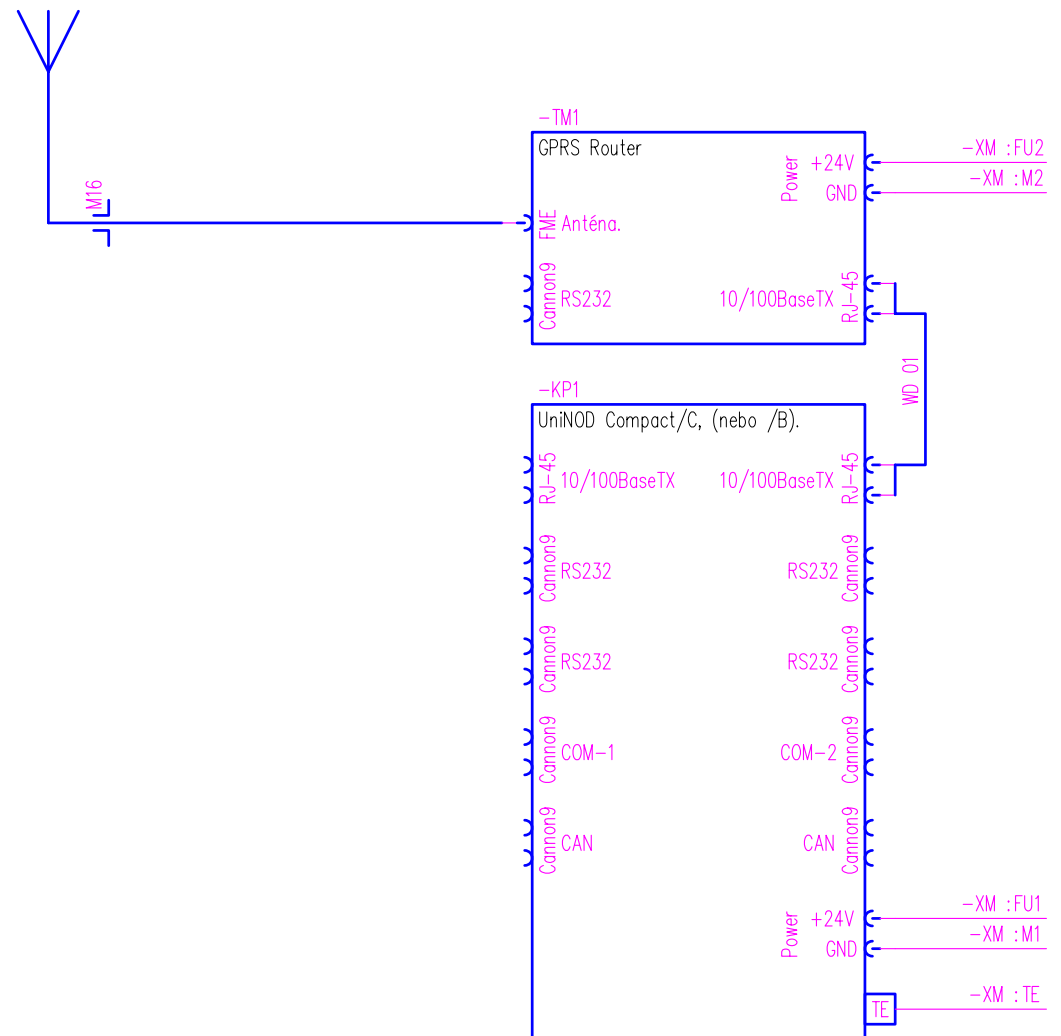 -TM1
GPRS Router
Power
+24V
-XM :FU2
GND
-XM :M2
M16
FME
Anténa.
Cannon9
RS232
10/100BaseTX
RJ-45
WD 01
-KP1
UniNOD Compact/C, (nebo /B).
RJ-45
10/100BaseTX
10/100BaseTX
RJ-45
Cannon9
RS232
RS232
Cannon9
Cannon9
RS232
RS232
Cannon9
Cannon9
COM-1
COM-2
Cannon9
Cannon9
CAN
CAN
Cannon9
Power
+24V
-XM :FU1
GND
-XM :M1
TE
-XM :TE